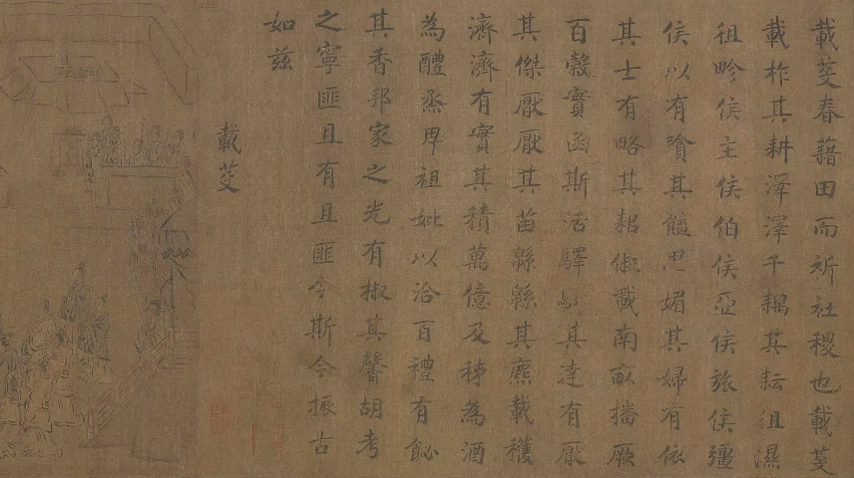 載芟春籍田而祈社稷也載芟
載柞其耕澤澤千耦其耘徂濕
徂畛侯主侯伯侯亞侯旅侯彊
侯以有嗿其饁思媚其婦有依
其士有略其耜俶載南畝播厥
百穀實函斯活驛驛其達有厭
其傑厭厭其苗緜緜其麃載穫
濟濟有實其積萬億及秭為酒
為醴烝畀祖妣以洽百禮有飶
其香邦家之光有椒其馨胡考
之寧匪且有且匪今斯今振古
如茲
載芟